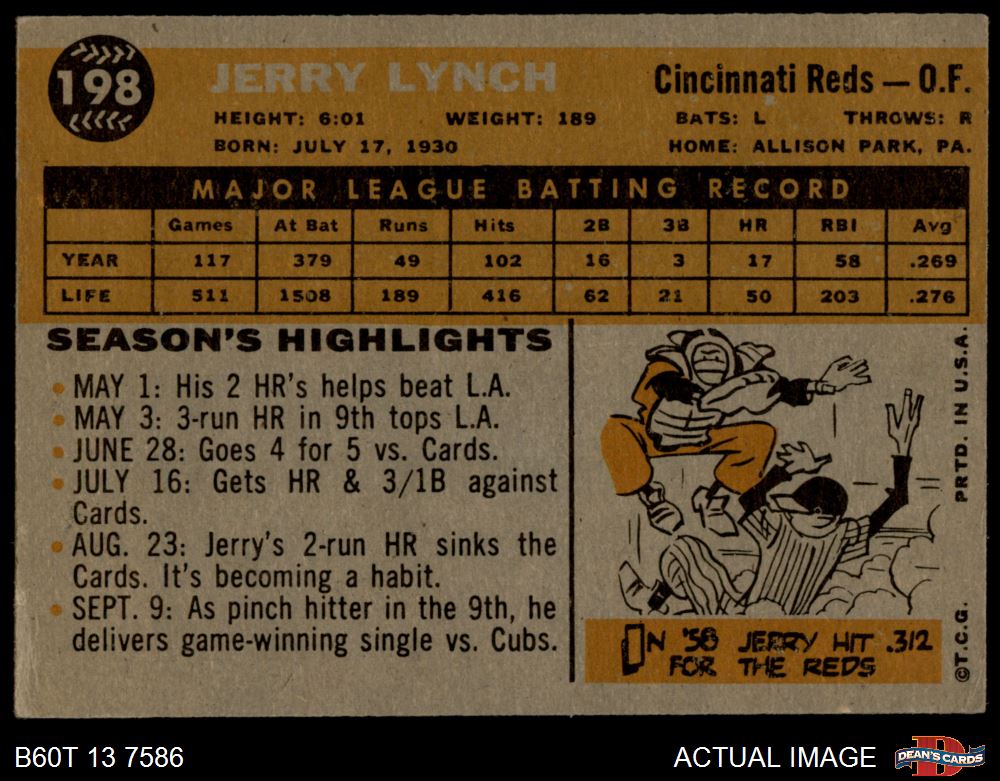 198
JERRY LYNCH
Cincinnati Reds — O.F.
HEIGHT: 6:01 WEIGHT: 189 BATS: L THROWS: R
BORN: JULY 17, 1930 HOME: ALLISON PARK, PA.
MAJOR LEAGUE BATTING RECORD
Games At Bat Runs Hits 2B 3B HR RBI Avg
YEAR 117 379 49 102 16 3 17 58 .269
LIFE 511 1508 189 416 62 21 50 203 .276
SEASON'S HIGHLIGHTS
• MAY 1: His 2 HR's helps beat L.A.
• MAY 3: 3-run HR in 9th tops L.A.
• JUNE 28: Goes 4 for 5 vs. Cards.
• JULY 16: Gets HR & 3/1B against
Cards.
• AUG. 23: Jerry's 2-run HR sinks the
Cards. It's becoming a habit.
• SEPT. 9: As pinch hitter in the 9th, he
delivers game-winning single vs. Cubs.
IN '58 JERRY HIT .312
FOR THE REDS
©T.C.G. PRTD. IN U.S.A.
B60T 13 7586
ACTUAL IMAGE
D
DEAN'S CARDS